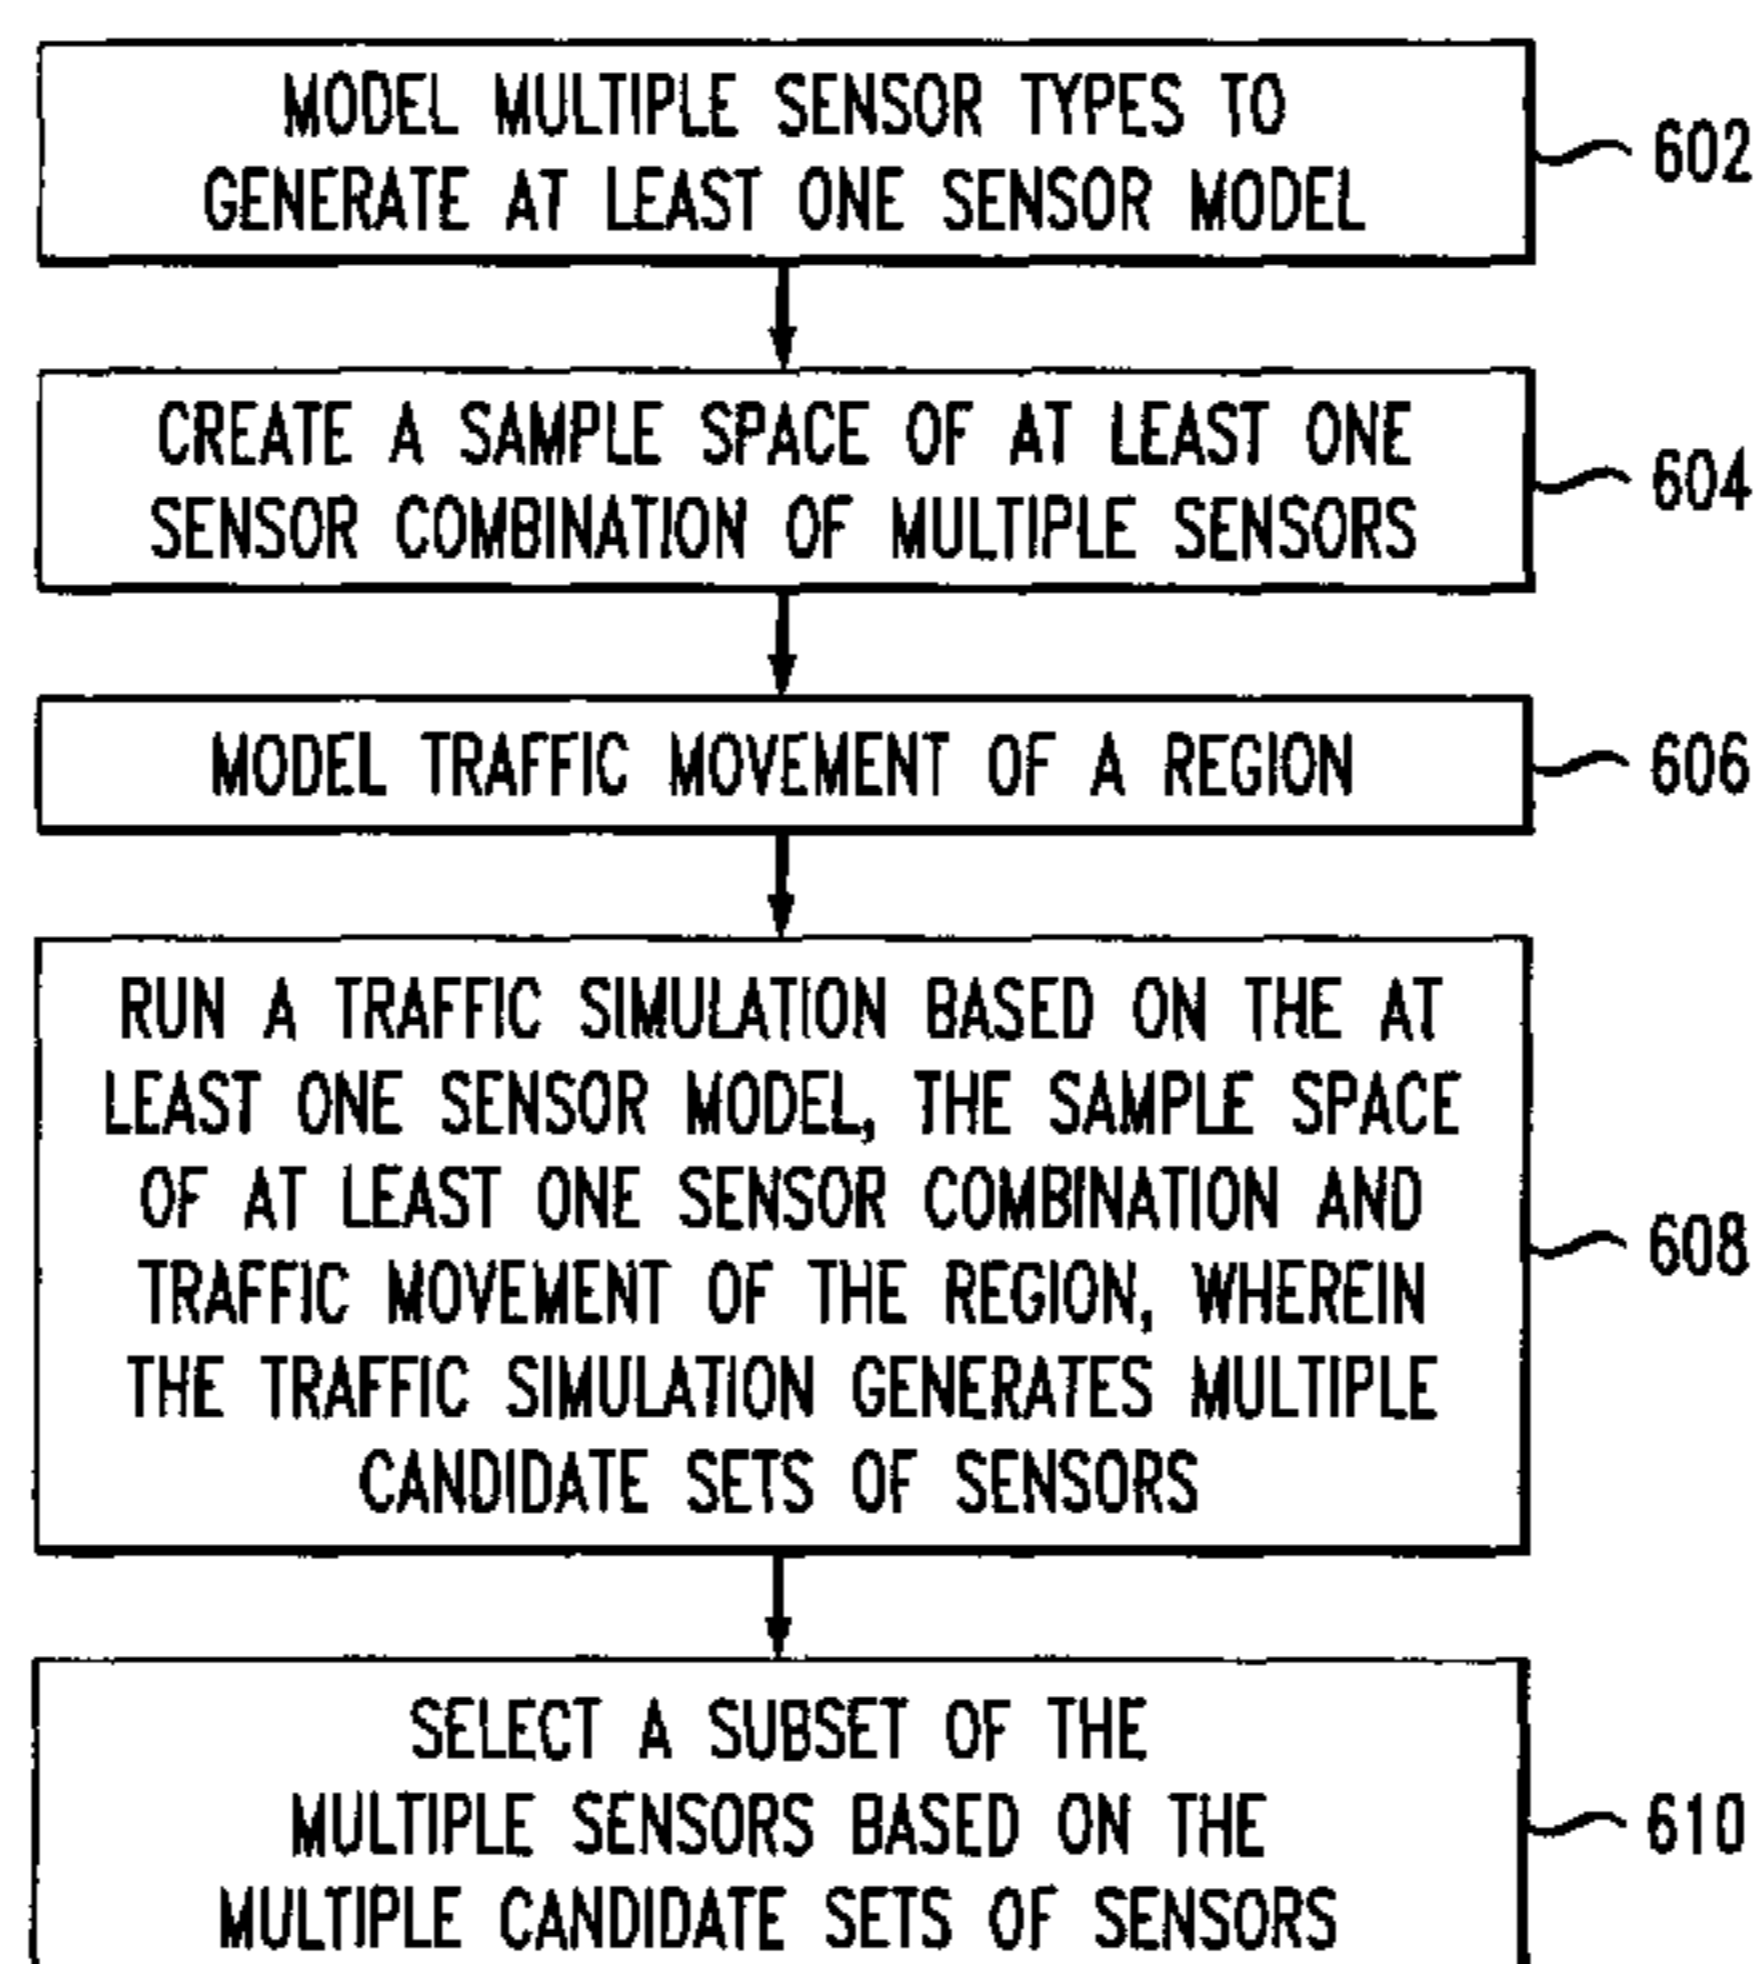 MODEL MULTIPLE SENSOR TYPES TO
GENERATE AT LEAST ONE SENSOR MODEL
602
CREATE A SAMPLE SPACE OF AT LEAST ONE
SENSOR COMBINATION OF MULTIPLE SENSORS
604
MODEL TRAFFIC MOVEMENT OF A REGION
606
RUN A TRAFFIC SIMULATION BASED ON THE AT
LEAST ONE SENSOR MODEL, THE SAMPLE SPACE
OF AT LEAST ONE SENSOR COMBINATION AND
TRAFFIC MOVEMENT OF THE REGION, WHEREIN
THE TRAFFIC SIMULATION GENERATES MULTIPLE
CANDIDATE SETS OF SENSORS
608
SELECT A SUBSET OF THE
MULTIPLE SENSORS BASED ON THE
MULTIPLE CANDIDATE SETS OF SENSORS
610